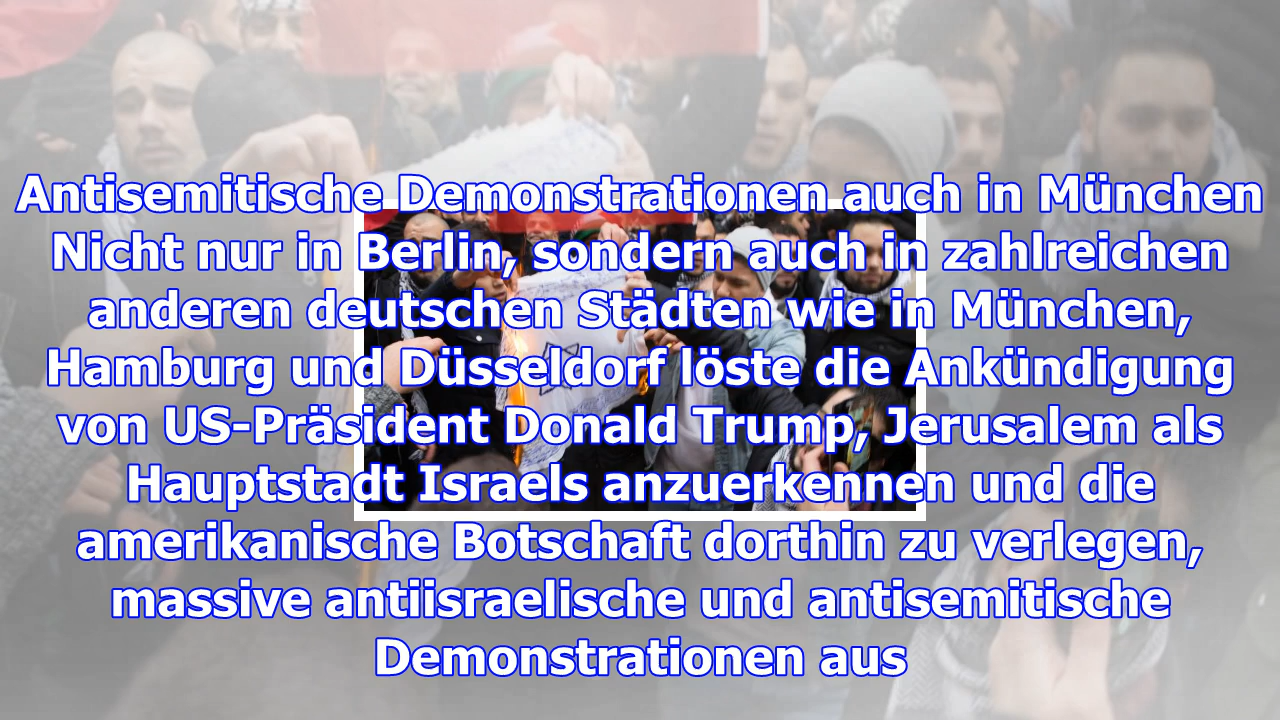 Antisemitische Demonstrationen auch in München
Nicht nur in Berlin, sondern auch in zahlreichen
anderen deutschen Städten wie in München,
Hamburg und Düsseldorf löste die Ankündigung
von US-Präsident Donald Trump, Jerusalem als
Hauptstadt Israels anzuerkennen und die
amerikanische Botschaft dorthin zu verlegen,
massive antiisraelische und antisemitische
Demonstrationen aus